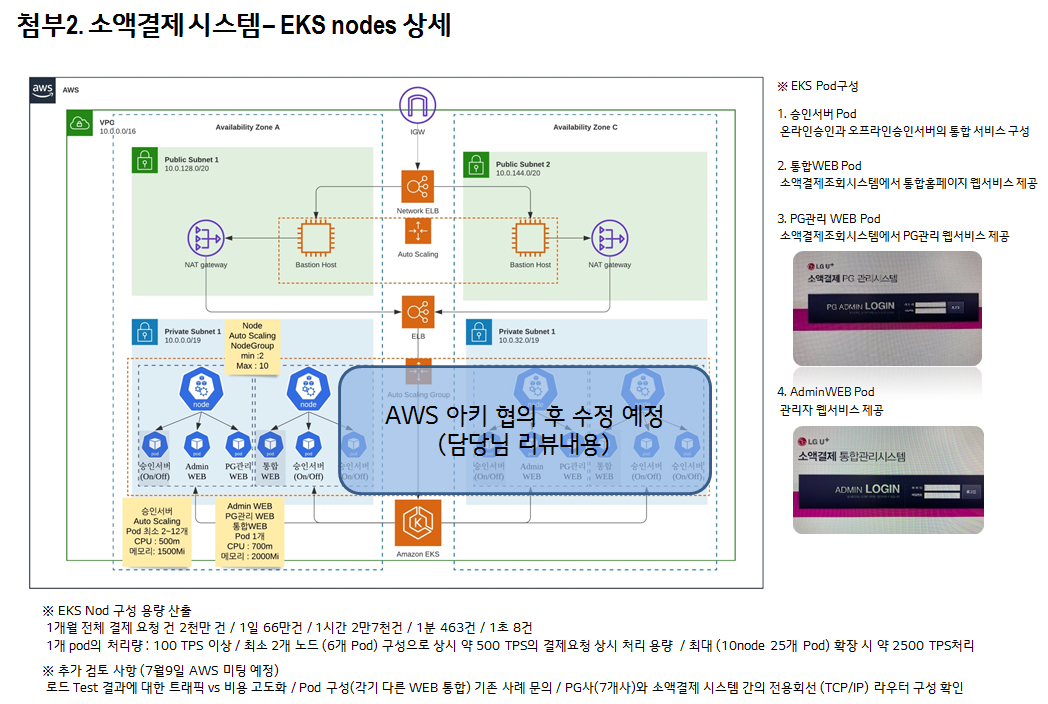 첨부2. 소액결제 시스템– EKS nodes 상세
aws
AWS
VPC
10.0.0.0/16
Availability Zone A
IGW
Availability Zone C
Public Subnet 1
10.0.128.0/20
Public Subnet 2
10.0.144.0/20
Network ELB
Auto Scaling
NAT gateway
Bastion Host
Bastion Host
NAT gateway
ELB
Private Subnet 1
10.0.0.0/19
Node
Auto Scaling
NodeGroup
min :2
Max : 10
Private Subnet 1
10.0.32.0/19
Auto Scaling Group
node
node
node
node
pod
pod
pod
pod
pod
승인서버
(On/Off)
Admin
WEB
PG관리
WEB
통합
WEB
승인서버
(On/Off)
승인서버
(On/Off)
승인서버
(On/Off)
Admin
WEB
PG관리
WEB
통합
WEB
승인서버
(On/Off)
승인서버
(On/Off)
AWS 아키 협의 후 수정 예정
(담당님 리뷰내용)
승인서버
Auto Scaling
Pod 최소 2~12개
CPU : 500m
메모리: 1500Mi
Admin WEB
PG관리 WEB
통합WEB
Pod 1개
CPU : 700m
메모리 : 2000Mi
Amazon EKS
※ EKS Pod구성
1. 승인서버 Pod
온라인승인과 오프라인승인서버의 통합 서비스 구성
2. 통합WEB Pod
소액결제조회시스템에서 통합홈페이지 웹서비스 제공
3. PG관리 WEB Pod
소액결제조회시스템에서 PG관리 웹서비스 제공
LG U+
소액결제 PG 관리시스템
PG ADMIN LOGIN
4. AdminWEB Pod
관리자 웹서비스 제공
LG U+
소액결제 통합관리시스템
ADMIN LOGIN
※ EKS Nod 구성 용량 산출
1개월 전체 결제 요청 건 2천만 건 / 1일 66만건 / 1시간 2만7천건 / 1분 463건 / 1초 8건
1개 pod의 처리량 : 100 TPS 이상 / 최소 2개 노드 (6개 Pod) 구성으로 상시 약 500 TPS의 결제요청 상시 처리 용량 / 최대 (10node 25개 Pod) 확장 시 약 2500 TPS처리
※ 추가 검토 사항 (7월9일 AWS 미팅 예정)
로드 Test 결과에 대한 트래픽 vs 비용 고도화 / Pod 구성(각기 다른 WEB 통합) 기존 사례 문의 / PG사(7개사)와 소액결제 시스템 간의 전용회선 (TCP/IP) 라우터 구성 확인